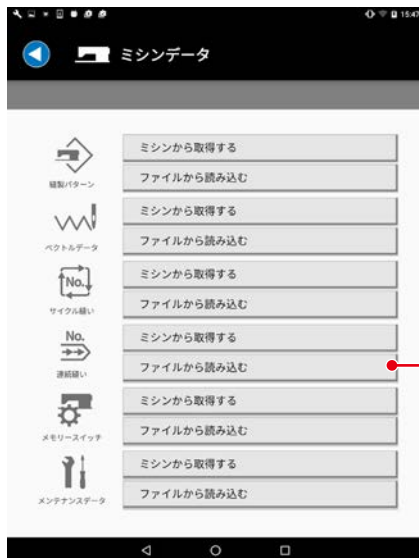 15:47
ミシンデータ
縫製パターン
ミシンから取得する
ファイルから読み込む
ベクトルデータ
ミシンから取得する
ファイルから読み込む
No.
サイクル縫い
ミシンから取得する
ファイルから読み込む
No.
連続縫い
ミシンから取得する
ファイルから読み込む
メモリースイッチ
ミシンから取得する
ファイルから読み込む
メンテナンスデータ
ミシンから取得する
ファイルから読み込む